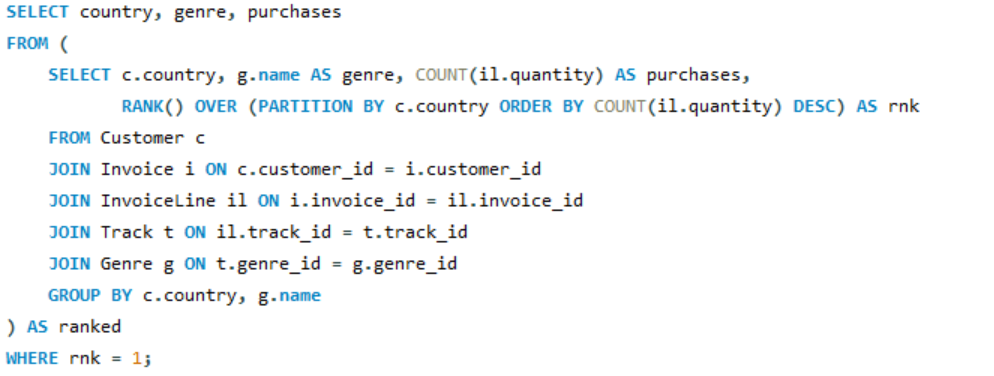 SELECT country, genre, purchases
FROM (
    SELECT c.country, g.name AS genre, COUNT(il.quantity) AS purchases,
           RANK() OVER (PARTITION BY c.country ORDER BY COUNT(il.quantity) DESC) AS rnk
    FROM Customer c
    JOIN Invoice i ON c.customer_id = i.customer_id
    JOIN InvoiceLine il ON i.invoice_id = il.invoice_id
    JOIN Track t ON il.track_id = t.track_id
    JOIN Genre g ON t.genre_id = g.genre_id
    GROUP BY c.country, g.name
) AS ranked
WHERE rnk = 1;